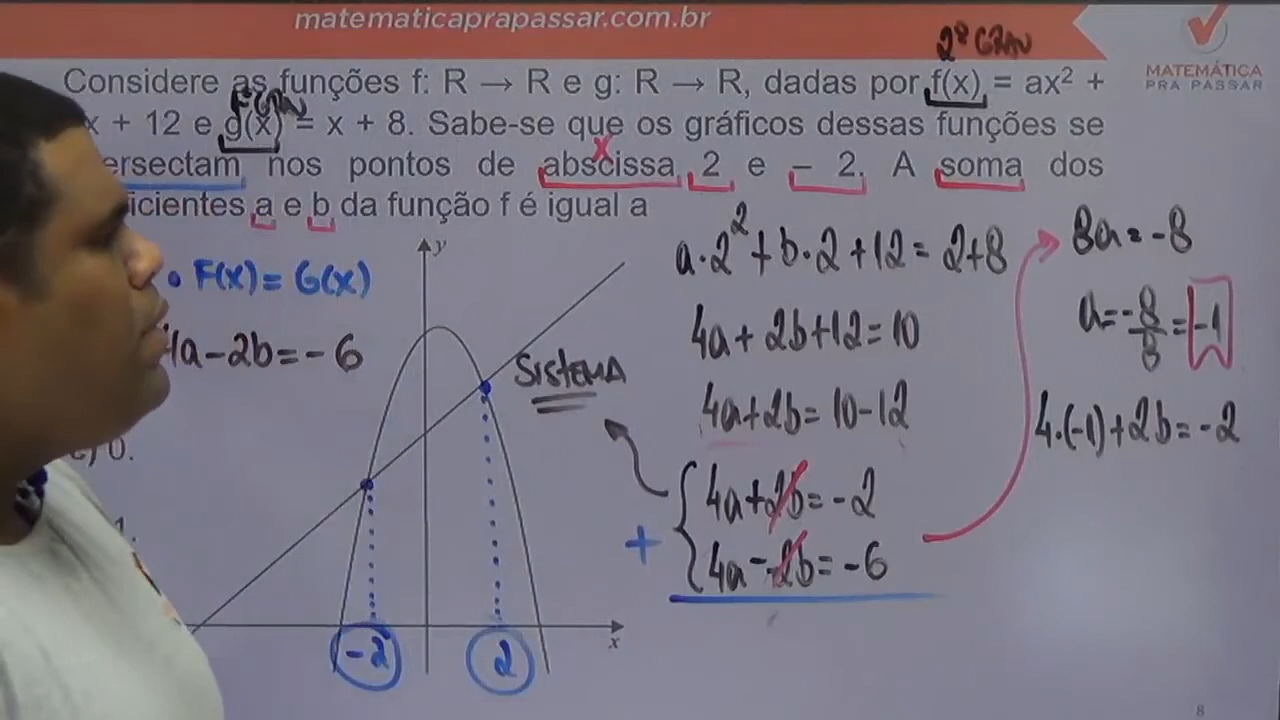 matematicaprapassar.com.br
MATEMÁTICA
PRA PASSAR
2º GRAU
Considere as funções f: R → R e g: R → R, dadas por f(x) = ax² +
x + 12 e g(x) = x + 8. Sabe-se que os gráficos dessas funções se
x
ersectam nos pontos de abscissa 2 e – 2. A soma dos
icientes a e b da função f é igual a
• F(x) = G(x)
4a-2b=-6
0.
1.
y
x
-2
2
SISTEMA
a·2²+b·2+12=2+8
4a+2b+12=10
4a+2b=10-12
4a+2b=-2
+
4a-2b=-6
8a=-8
a=-8/8=-1
4·(-1)+2b=-2
8